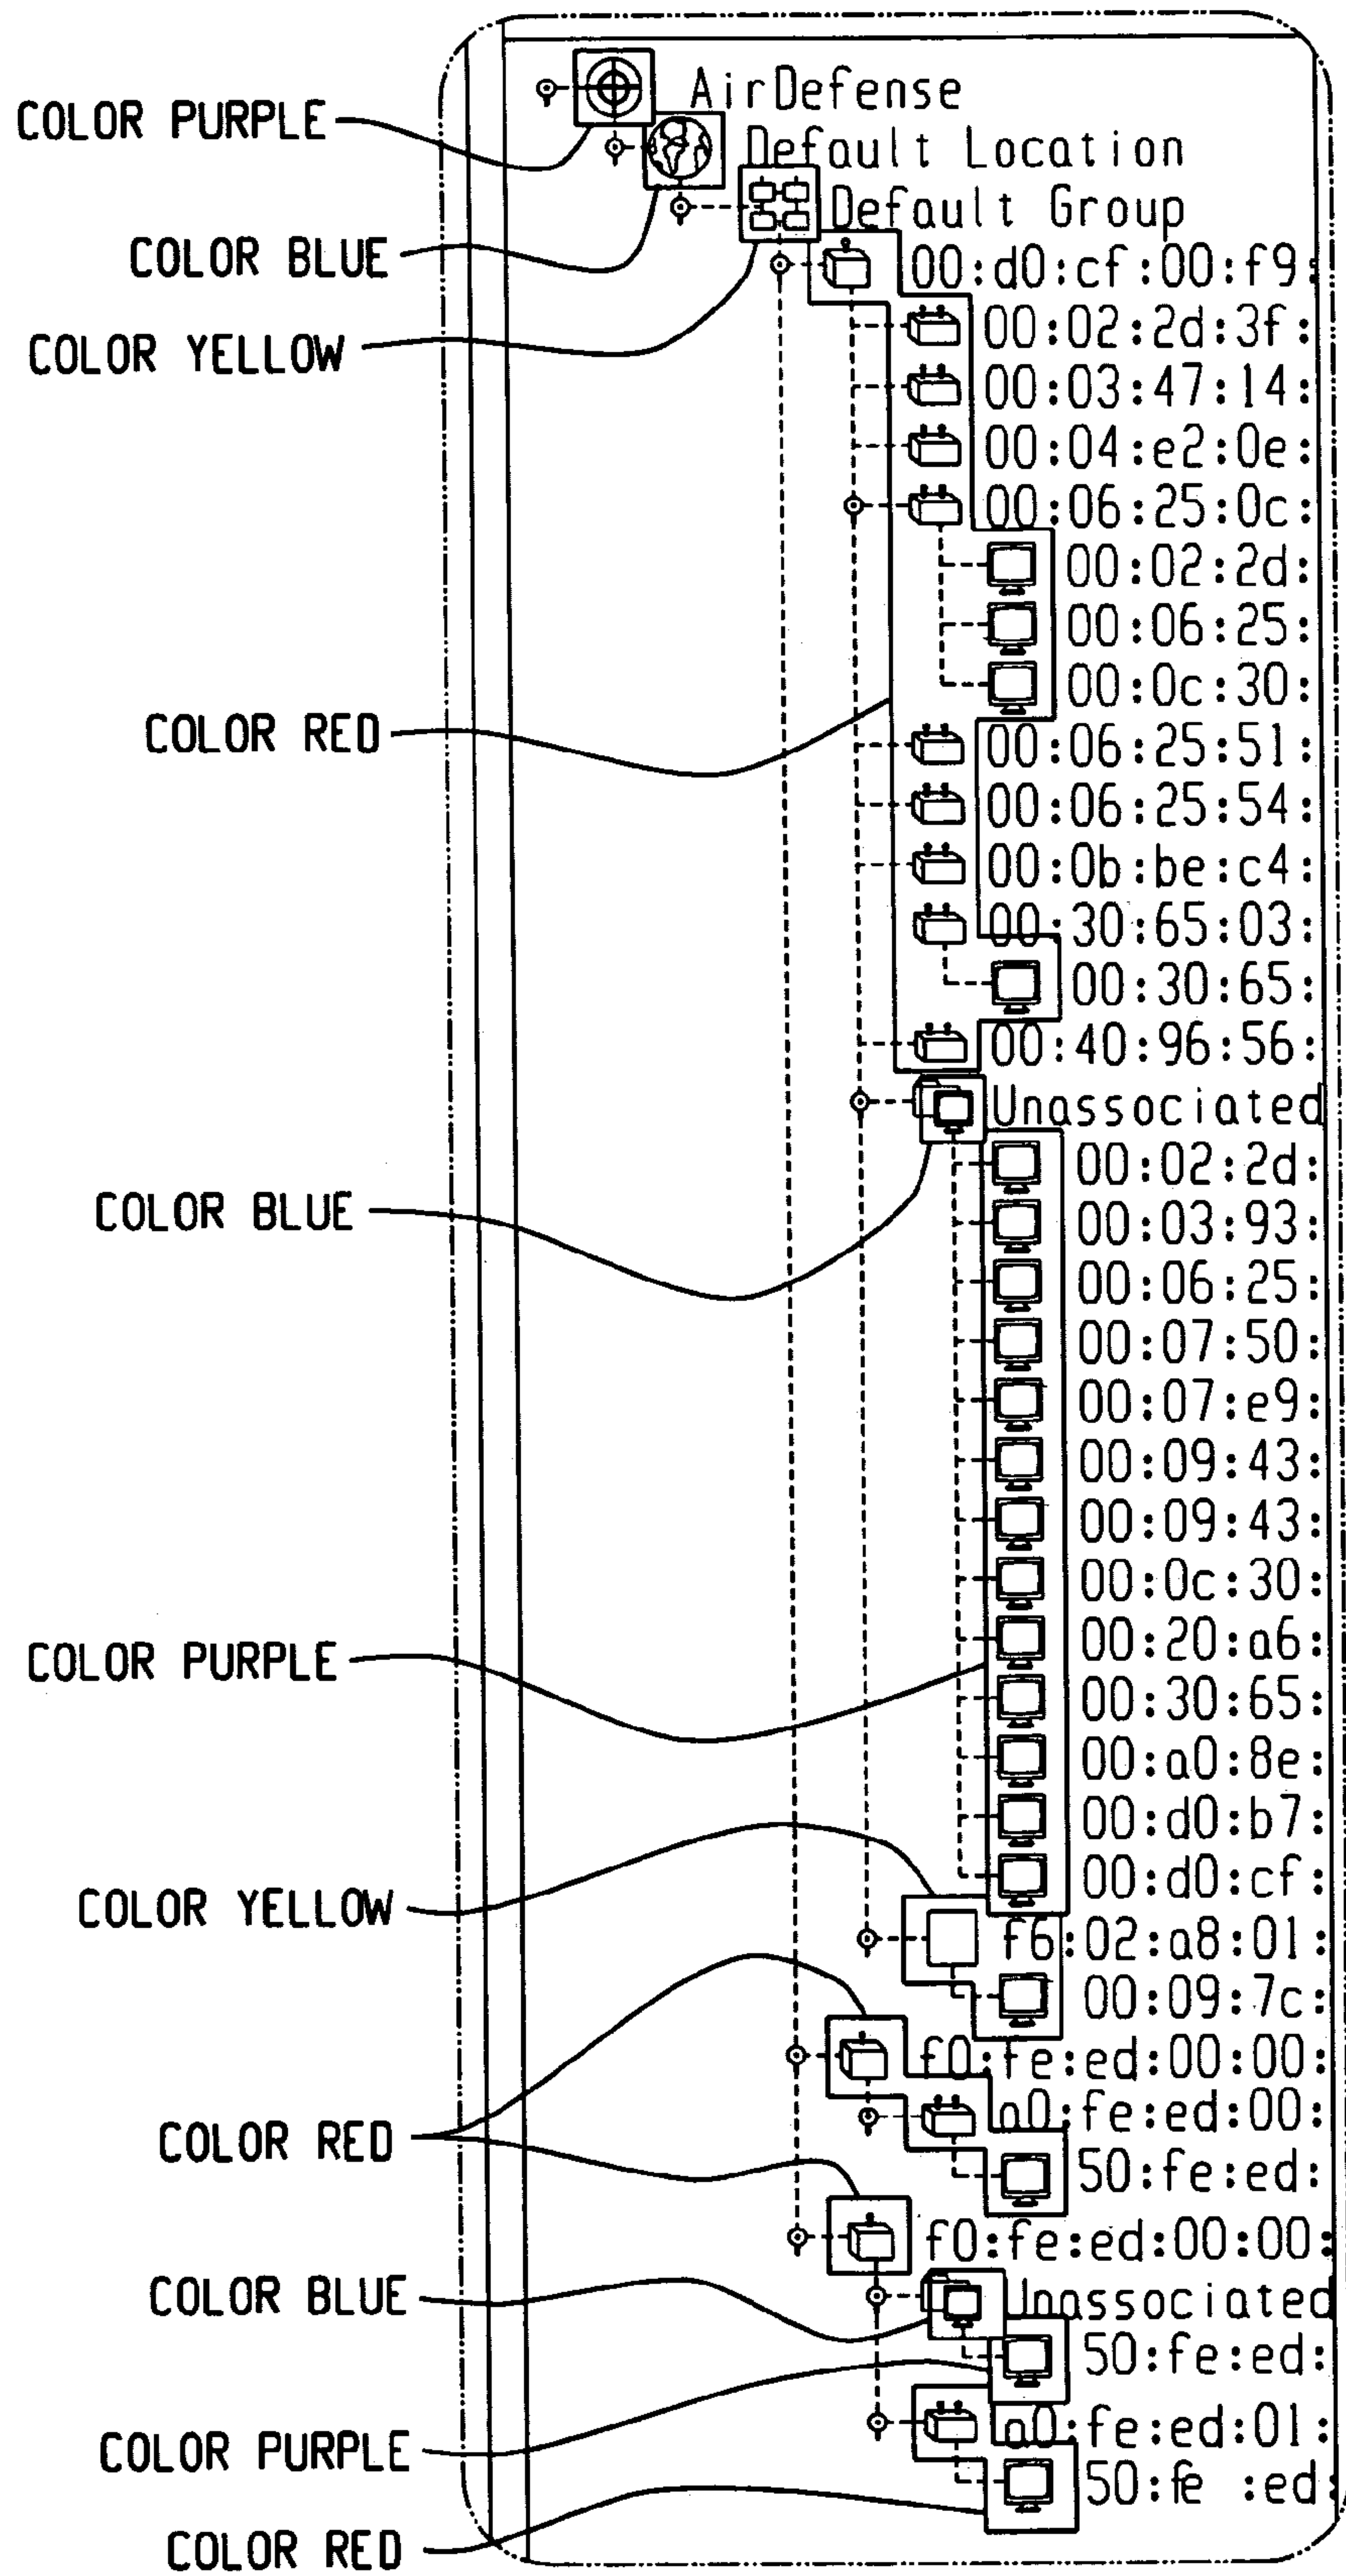 AirDefense
COLOR PURPLE
Default Location
Default Group
COLOR BLUE
00:d0:cf:00:f9:
00:02:2d:3f:
COLOR YELLOW
00:03:47:14:
00:04:e2:0e:
00:06:25:0c:
00:02:2d:
00:06:25:
00:0c:30:
COLOR RED
00:06:25:51:
00:06:25:54:
00:0b:be:c4:
00:30:65:03:
00:30:65:
00:40:96:56:
Unassociated
00:02:2d:
COLOR BLUE
00:03:93:
00:06:25:
00:07:50:
00:07:e9:
00:09:43:
00:09:43:
00:0c:30:
00:20:a6:
COLOR PURPLE
00:30:65:
00:a0:8e:
00:d0:b7:
00:d0:cf:
COLOR YELLOW
f6:02:a8:01:
00:09:7c:
f0:fe:ed:00:00:
a0:fe:ed:00:
COLOR RED
50:fe:ed:
f0:fe:ed:00:00:
COLOR BLUE
Unassociated
50:fe:ed:
a0:fe:ed:01:
COLOR PURPLE
50:fe :ed:
COLOR RED